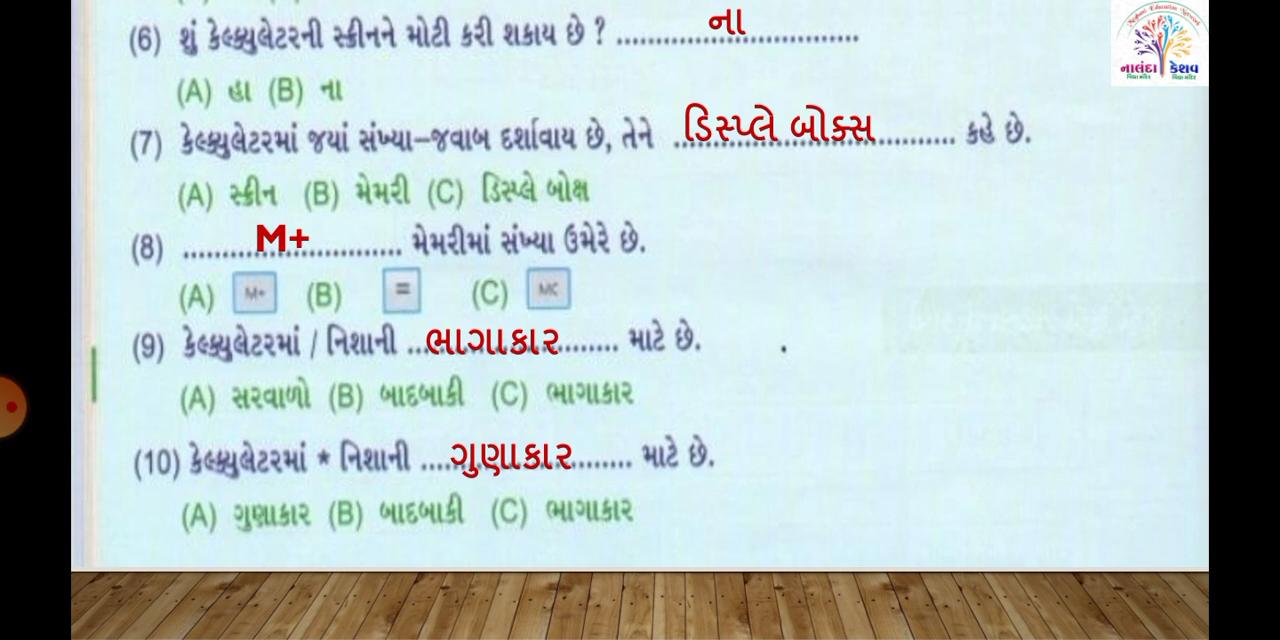 (6) શું કેલ્ક્યુલેટરની સ્ક્રીનને મોટી કરી શકાય છે ? ........ના........
(A) હા (B) ના
(7) કેલ્ક્યુલેટરમાં જયાં સંખ્યા–જવાબ દર્શાવાય છે, તેને ........ડિસ્પ્લે બોક્સ........ કહે છે.
(A) સ્ક્રીન (B) મેમરી (C) ડિસ્પ્લે બોક્ષ
(8) ........M+........ મેમરીમાં સંખ્યા ઉમેરે છે.
(A) M+ (B) = (C) MC
(9) કેલ્ક્યુલેટરમાં / નિશાની ...ભાગાકાર........ માટે છે.
(A) સરવાળો (B) બાદબાકી (C) ભાગાકાર
(10) કેલ્ક્યુલેટરમાં * નિશાની ....ગુણાકાર........ માટે છે.
(A) ગુણાકાર (B) બાદબાકી (C) ભાગાકાર
નાલંદા કેશવ
વિદ્યા મંદિર વિદ્યા મંદિર